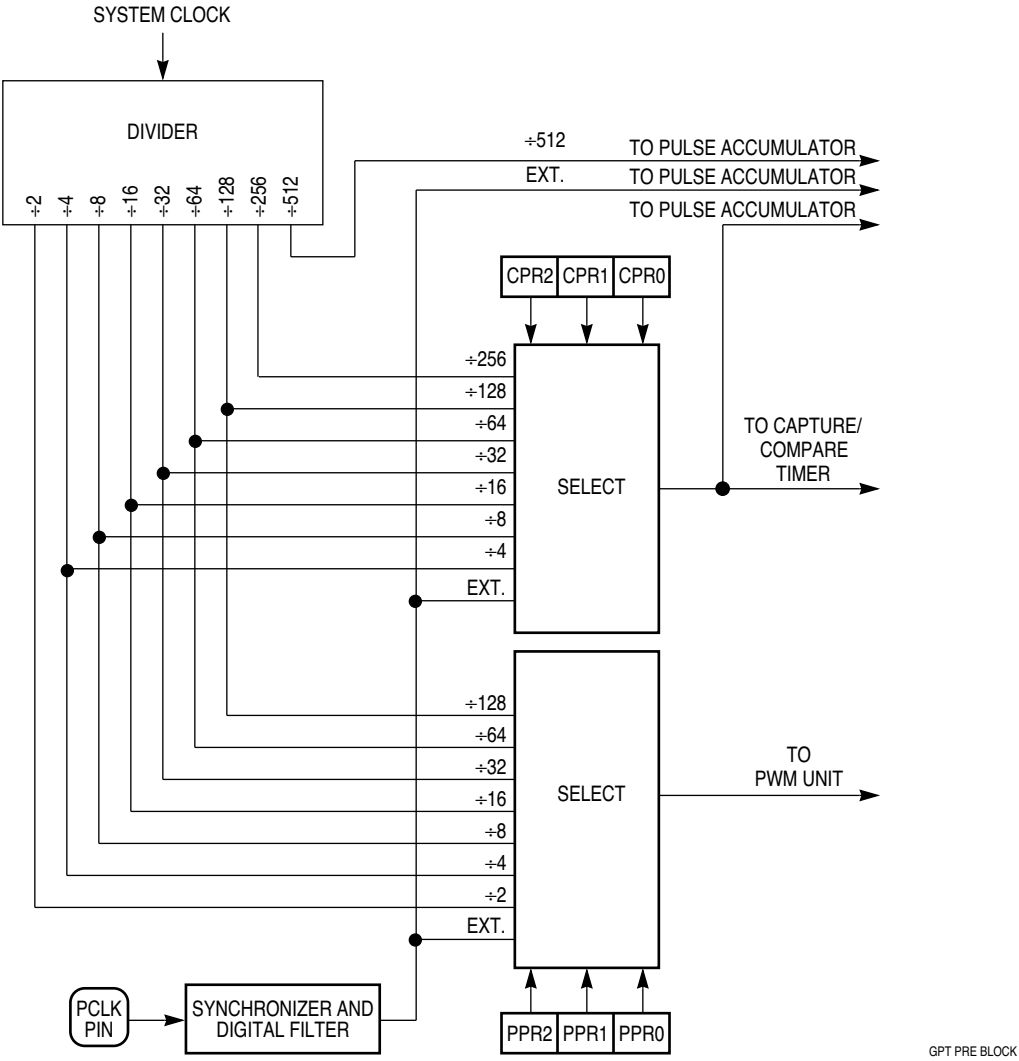 SYSTEM CLOCK
DIVIDER
÷2
÷4
÷8
÷16
÷32
÷64
÷128
÷256
÷512
÷512
TO PULSE ACCUMULATOR
EXT.
TO PULSE ACCUMULATOR
TO PULSE ACCUMULATOR
CPR2 CPR1 CPR0
÷256
÷128
÷64
÷32
÷16
÷8
÷4
EXT.
SELECT
TO CAPTURE/
COMPARE
TIMER
÷128
÷64
÷32
÷16
÷8
÷4
÷2
EXT.
SELECT
TO
PWM UNIT
PCLK
PIN
SYNCHRONIZER AND
DIGITAL FILTER
PPR2 PPR1 PPR0
GPT PRE BLOCK